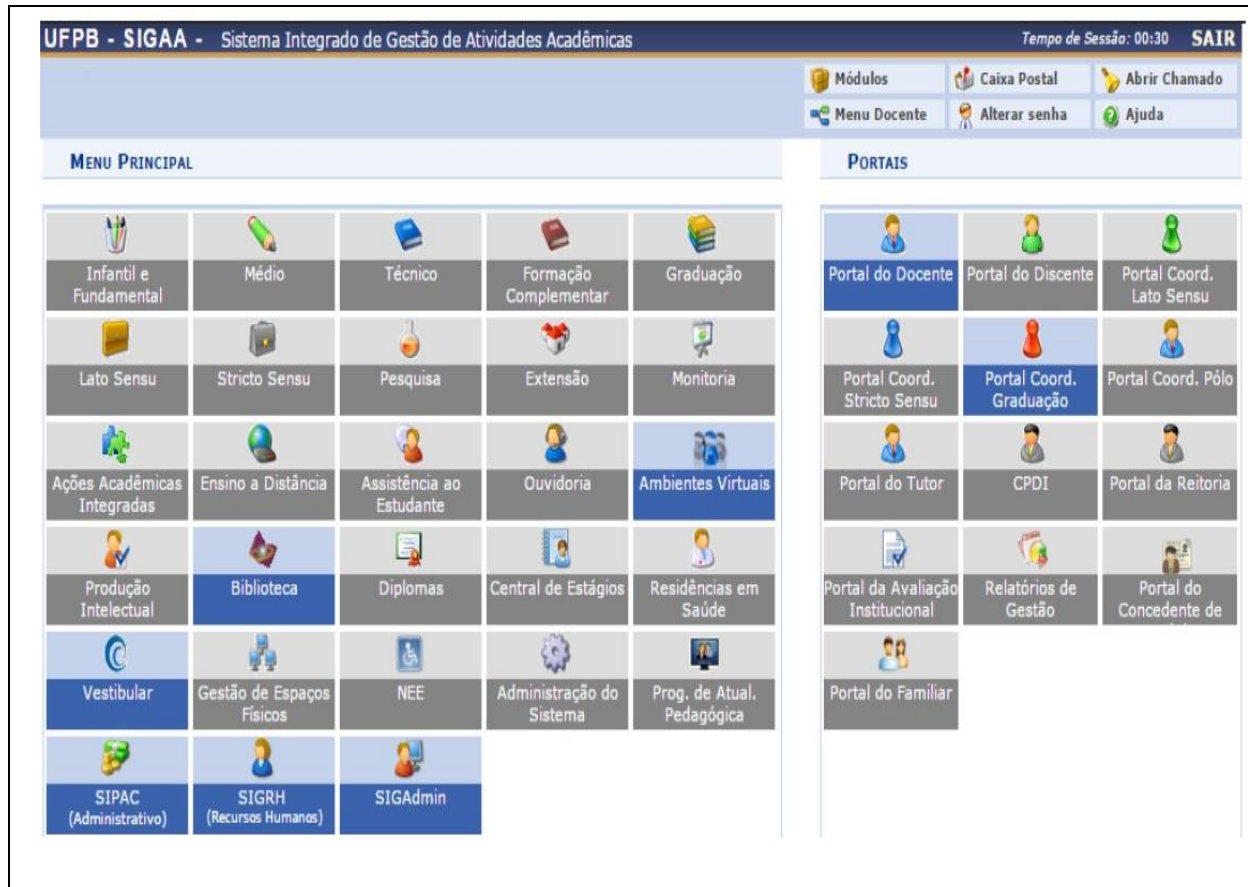 UFPB - SIGAA - Sistema Integrado de Gestão de Atividades Acadêmicas
Tempo de Sessão: 00:30 SAIR
Módulos Caixa Postal Abrir Chamado
Menu Docente Alterar senha Ajuda
MENU PRINCIPAL
Infantil e
Fundamental
Médio
Técnico
Formação
Complementar
Graduação
Lato Sensu
Stricto Sensu
Pesquisa
Extensão
Monitoria
Ações Acadêmicas
Integradas
Ensino a Distância
Assistência ao
Estudante
Ouvidoria
Ambientes Virtuais
Produção
Intelectual
Biblioteca
Diplomas
Central de Estágios
Residências em
Saúde
Vestibular
Gestão de Espaços
Físicos
NEE
Administração do
Sistema
Prog. de Atual.
Pedagógica
SIPAC
(Administrativo)
SIGRH
(Recursos Humanos)
SIGAdmin
PORTAIS
Portal do Docente
Portal do Discente
Portal Coord.
Lato Sensu
Portal Coord.
Stricto Sensu
Portal Coord.
Graduação
Portal Coord. Pólo
Portal do Tutor
CPDI
Portal da Reitoria
Portal da Avaliação
Institucional
Relatórios de
Gestão
Portal do
Concedente de
Portal do Familiar